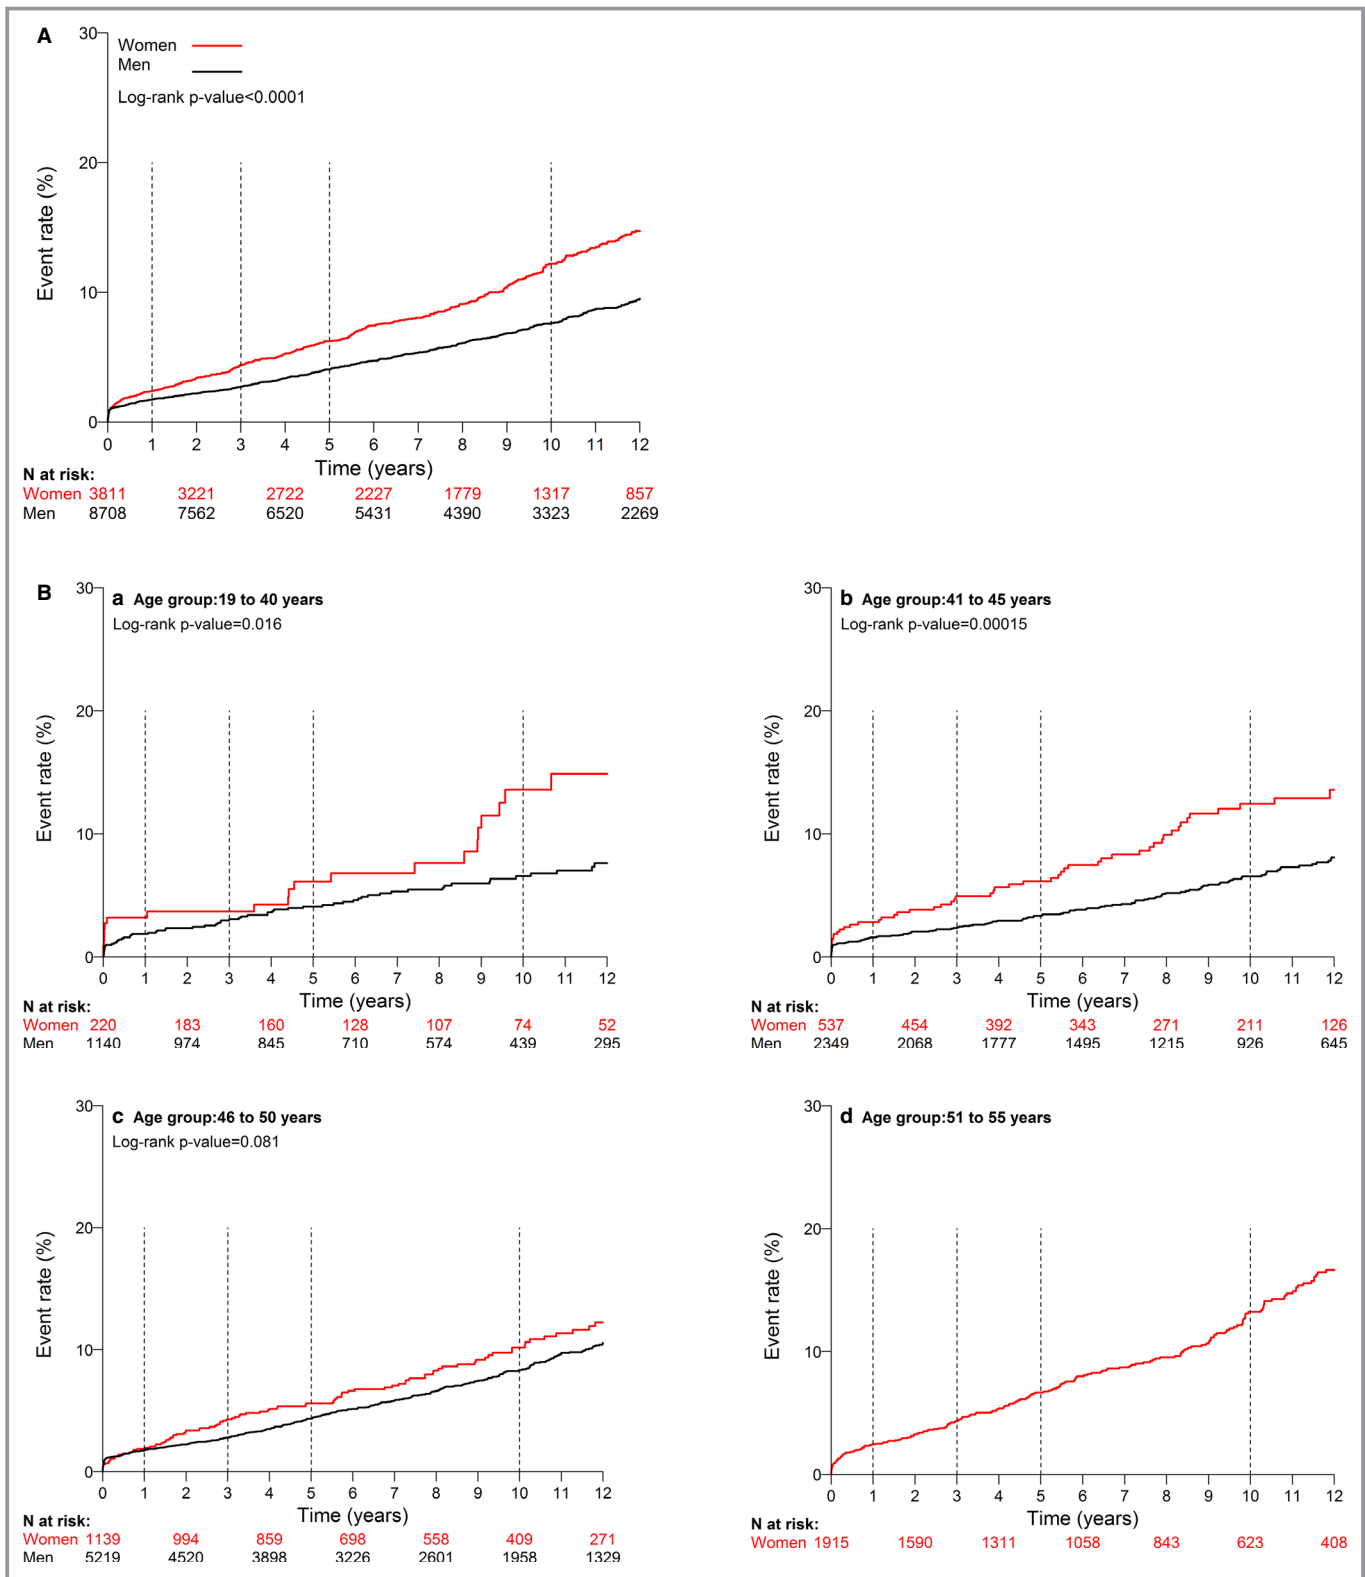 A
30
Women
Men
Log-rank p-value<0.0001
20
10
0
Event rate (%)
0 1 2 3 4 5 6 7 8 9 10 11 12
Time (years)
N at risk:
Women 3811 3221 2722 2227 1779 1317 857
Men 8708 7562 6520 5431 4390 3323 2269
B
30
a Age group:19 to 40 years
Log-rank p-value=0.016
20
10
0
Event rate (%)
0 1 2 3 4 5 6 7 8 9 10 11 12
Time (years)
N at risk:
Women 220 183 160 128 107 74 52
Men 1140 974 845 710 574 439 295
30
b Age group:41 to 45 years
Log-rank p-value=0.00015
20
10
0
Event rate (%)
0 1 2 3 4 5 6 7 8 9 10 11 12
Time (years)
N at risk:
Women 537 454 392 343 271 211 126
Men 2349 2068 1777 1495 1215 926 645
30
c Age group:46 to 50 years
Log-rank p-value=0.081
20
10
0
Event rate (%)
0 1 2 3 4 5 6 7 8 9 10 11 12
Time (years)
N at risk:
Women 1139 994 859 698 558 409 271
Men 5219 4520 3898 3226 2601 1958 1329
30
d Age group:51 to 55 years
20
10
0
Event rate (%)
0 1 2 3 4 5 6 7 8 9 10 11 12
Time (years)
N at risk:
Women 1915 1590 1311 1058 843 623 408